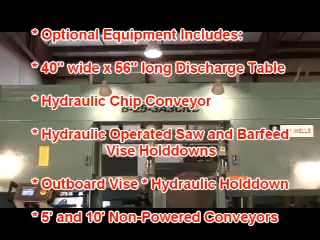 * Optional Equipment Includes:
* 40" wide x 56" long Discharge Table
* Hydraulic Chip Conveyor
* Hydraulic Operated Saw and Barfeed
Vise Holddowns
WELLS
* Outboard Vise * Hydraulic Holddown
* 5' and 10' Non-Powered Conveyors